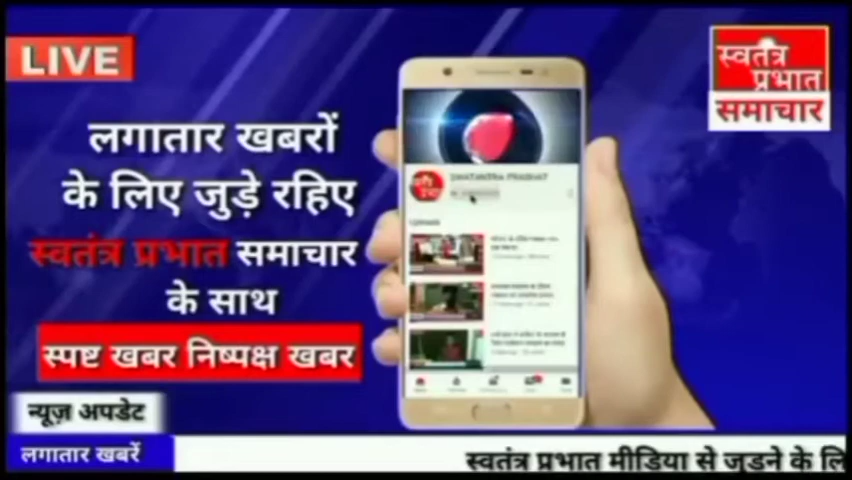 LIVE
स्वतंत्र
प्रभात
समाचार
लगातार खबरों
के लिए जुड़े रहिए
स्वतंत्र प्रभात समाचार
के साथ
स्पष्ट खबर निष्पक्ष खबर
SWATANTRA PRABHAT
न्यूज़ अपडेट
लगातार खबरें
स्वतंत्र प्रभात मीडिया से जुड़ने के लि